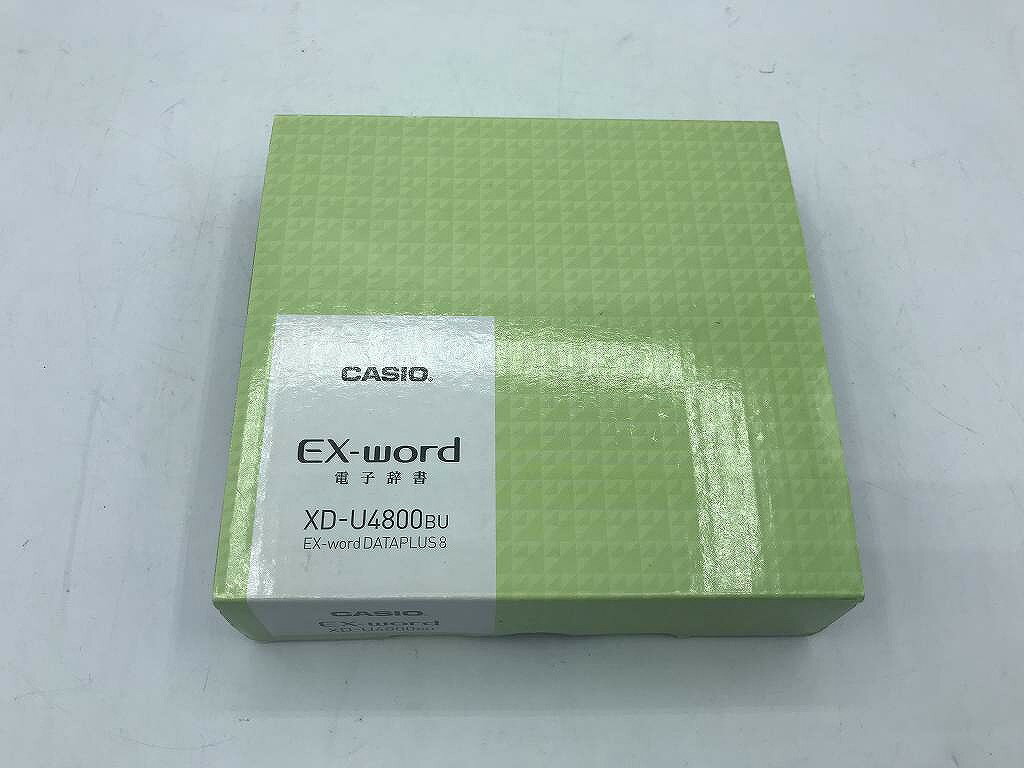 CASIO
EX-word
電子辞書
XD-U4800BU
EX-word DATAPLUS 8
CASIO
EX-word
XD-U4800BU